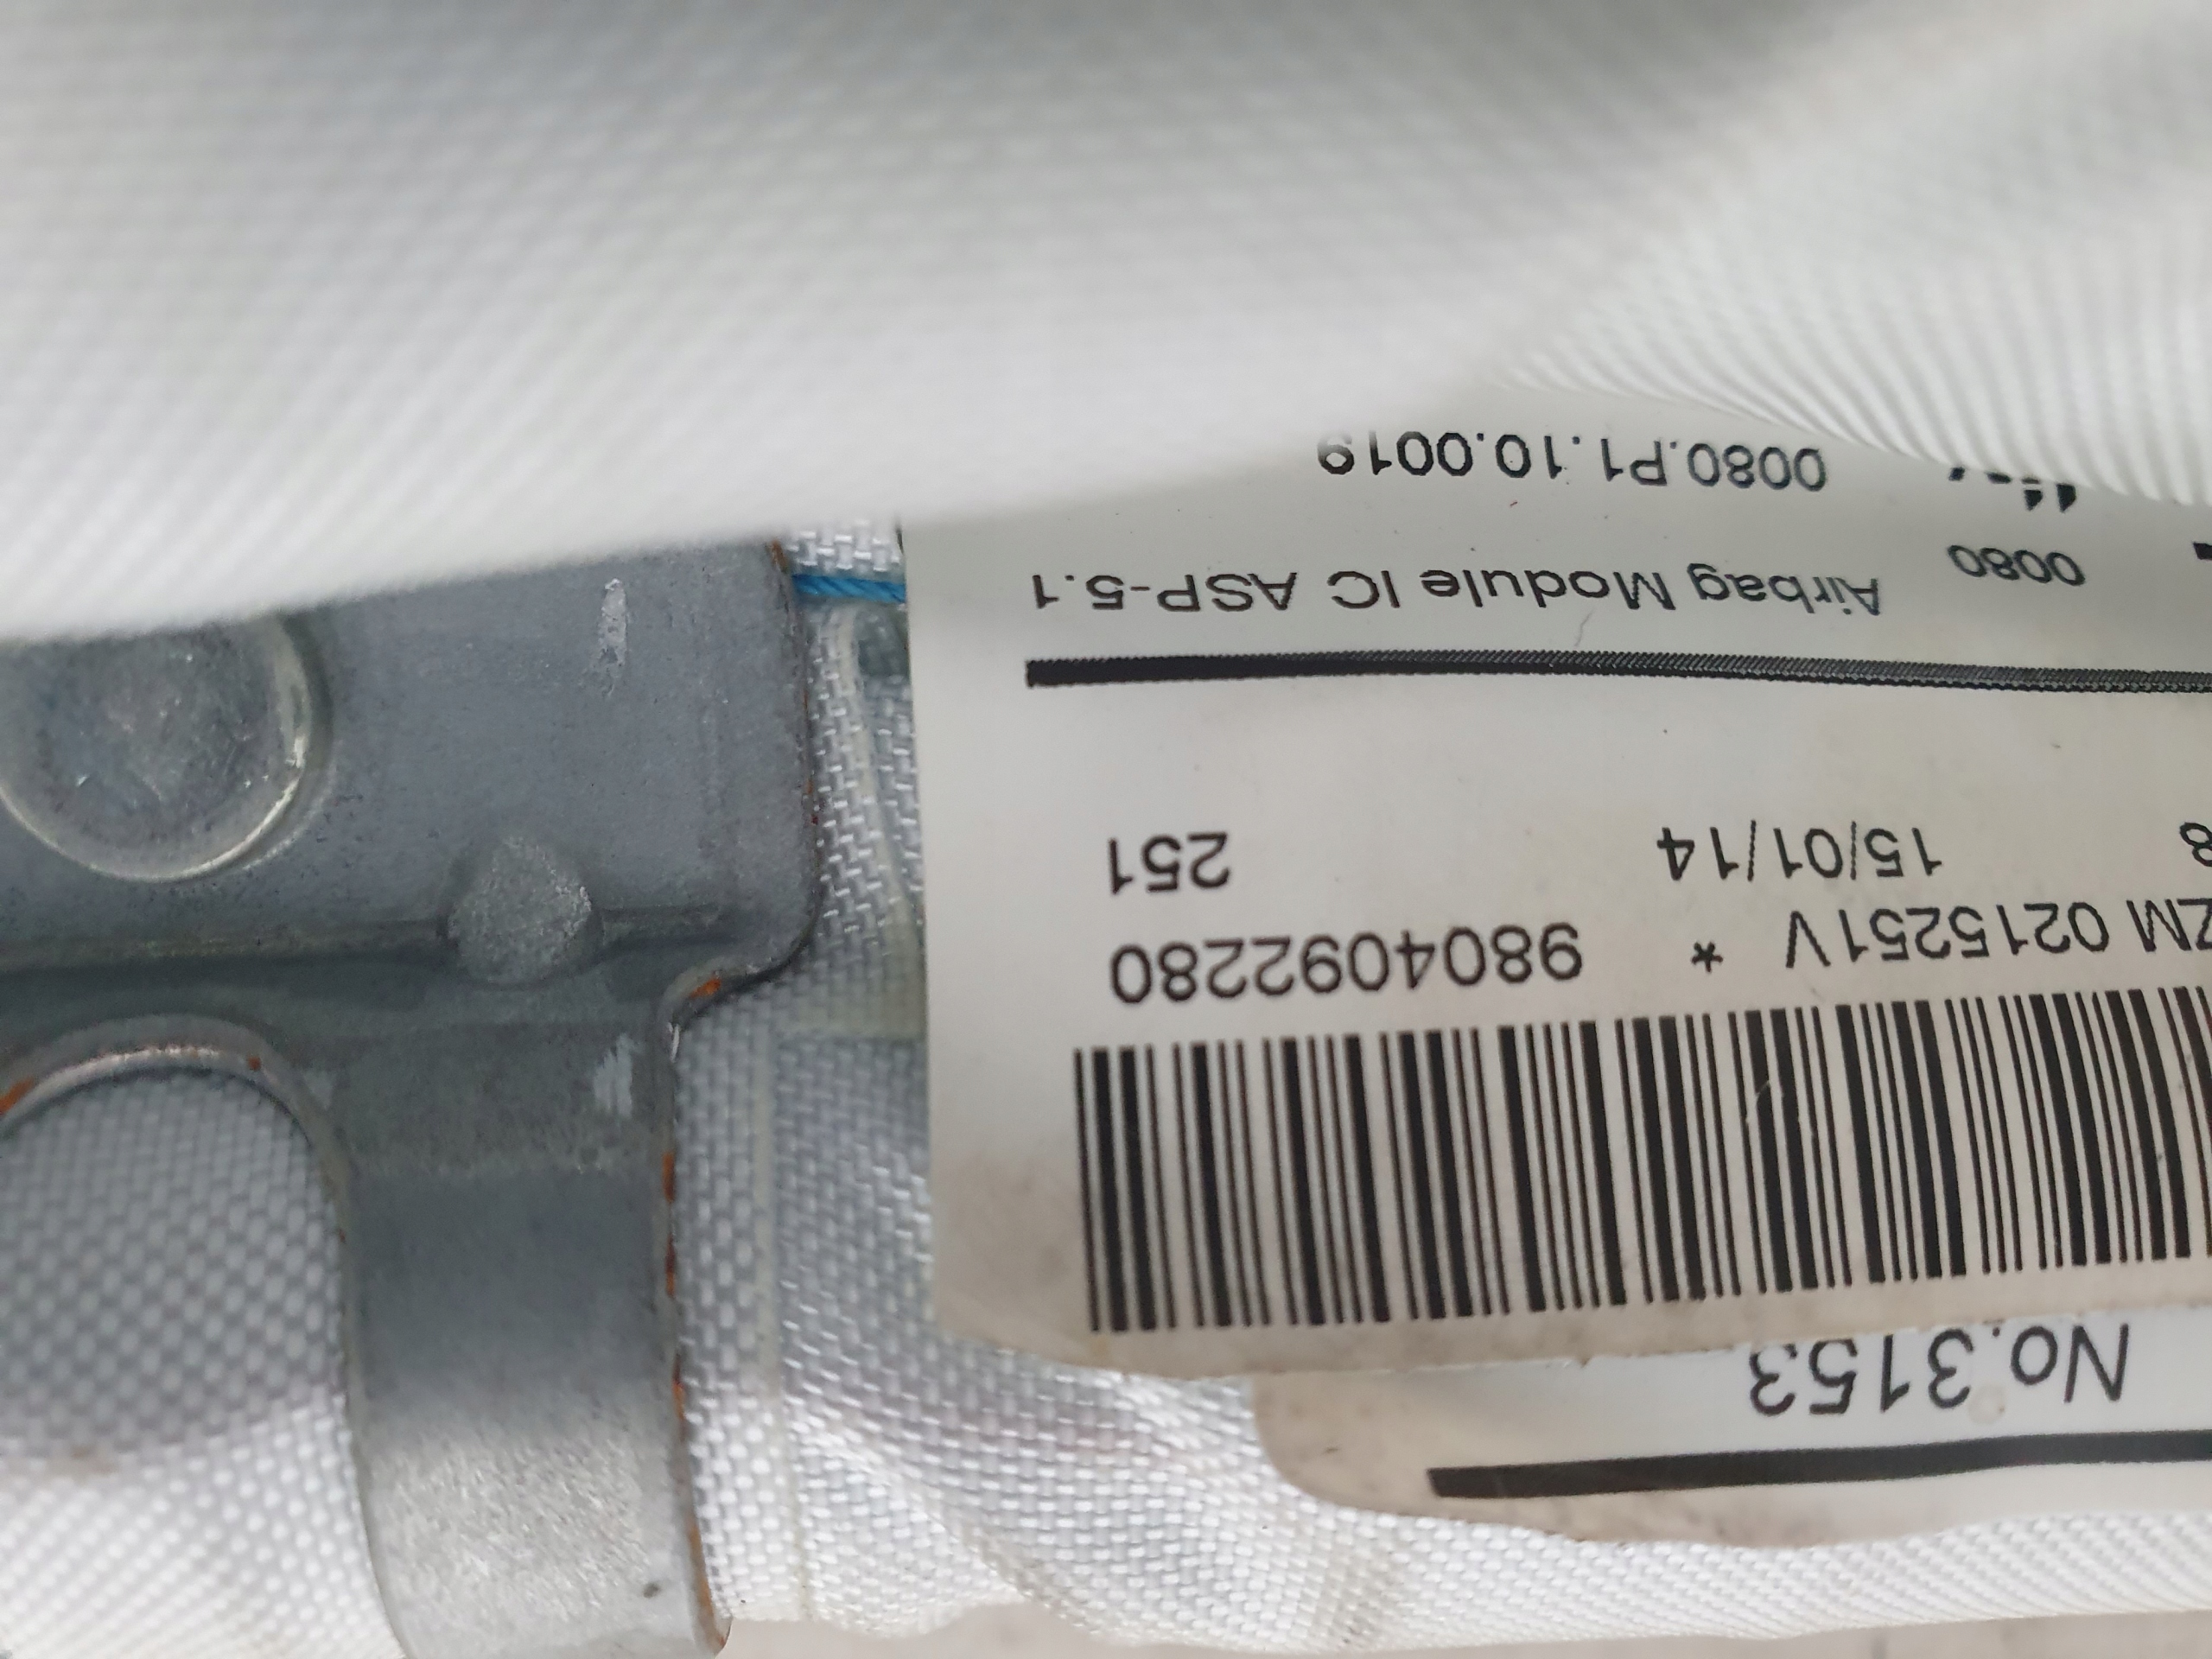 No.3153
ZM 0215251V * 9804092280
8 15/01/14 251
Airbag Module IC ASP-5.1
0080
0080.P1.10.0019